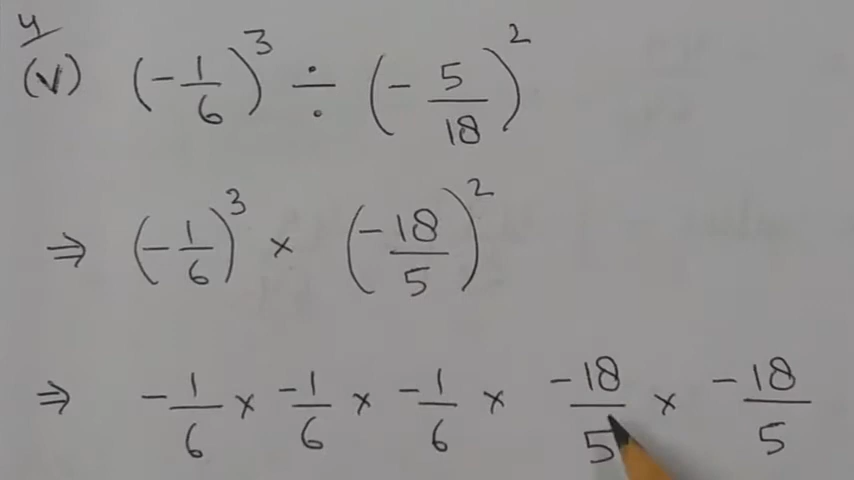 4
(v) (-1/6)^3 ÷ (-5/18)^2
⇒ (-1/6)^3 × (-18/5)^2
⇒ -1/6 × -1/6 × -1/6 × -18/5 × -18/5